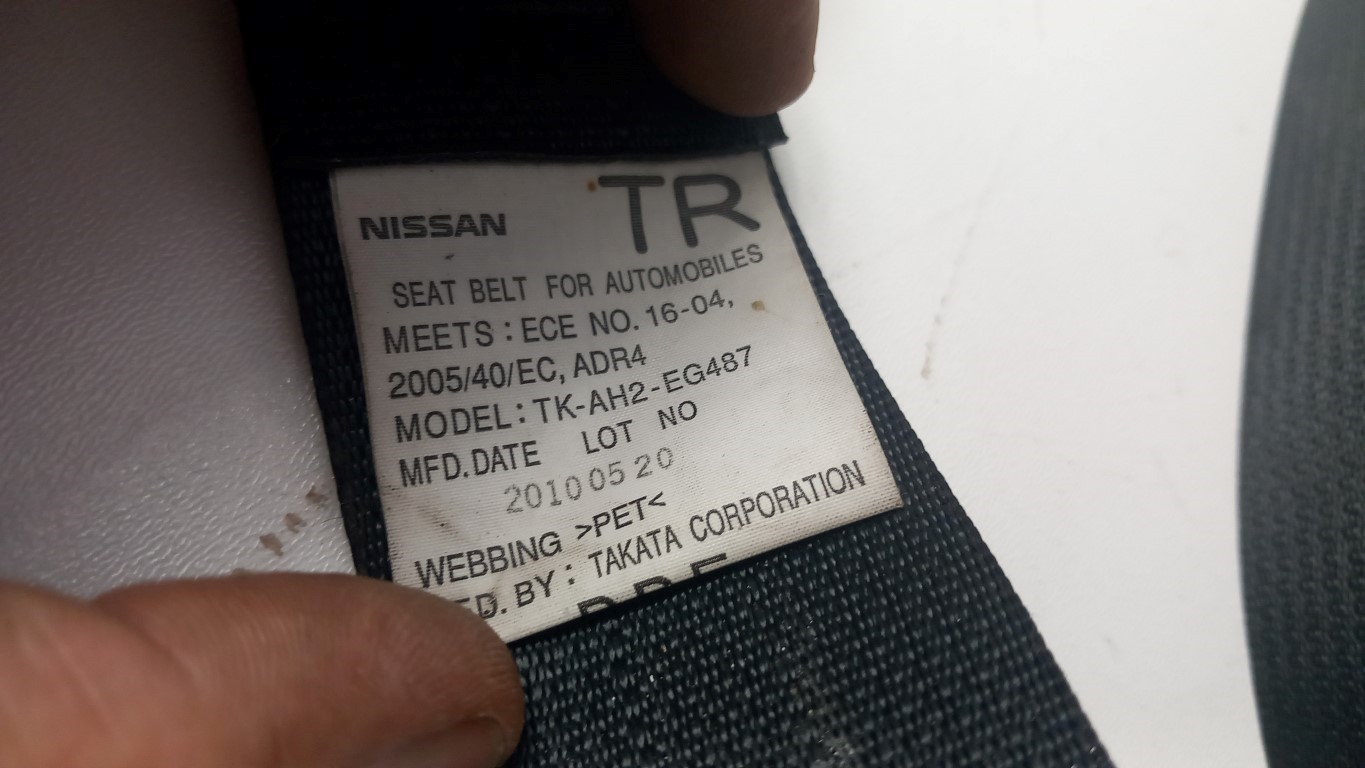 NISSAN TR
SEAT BELT FOR AUTOMOBILES
MEETS : ECE NO. 16-04,
2005/40/EC, ADR4
MODEL : TK-AH2-EG487
MFD. DATE LOT NO
2010 05 20
WEBBING >PET<
BY : TAKATA CORPORATION